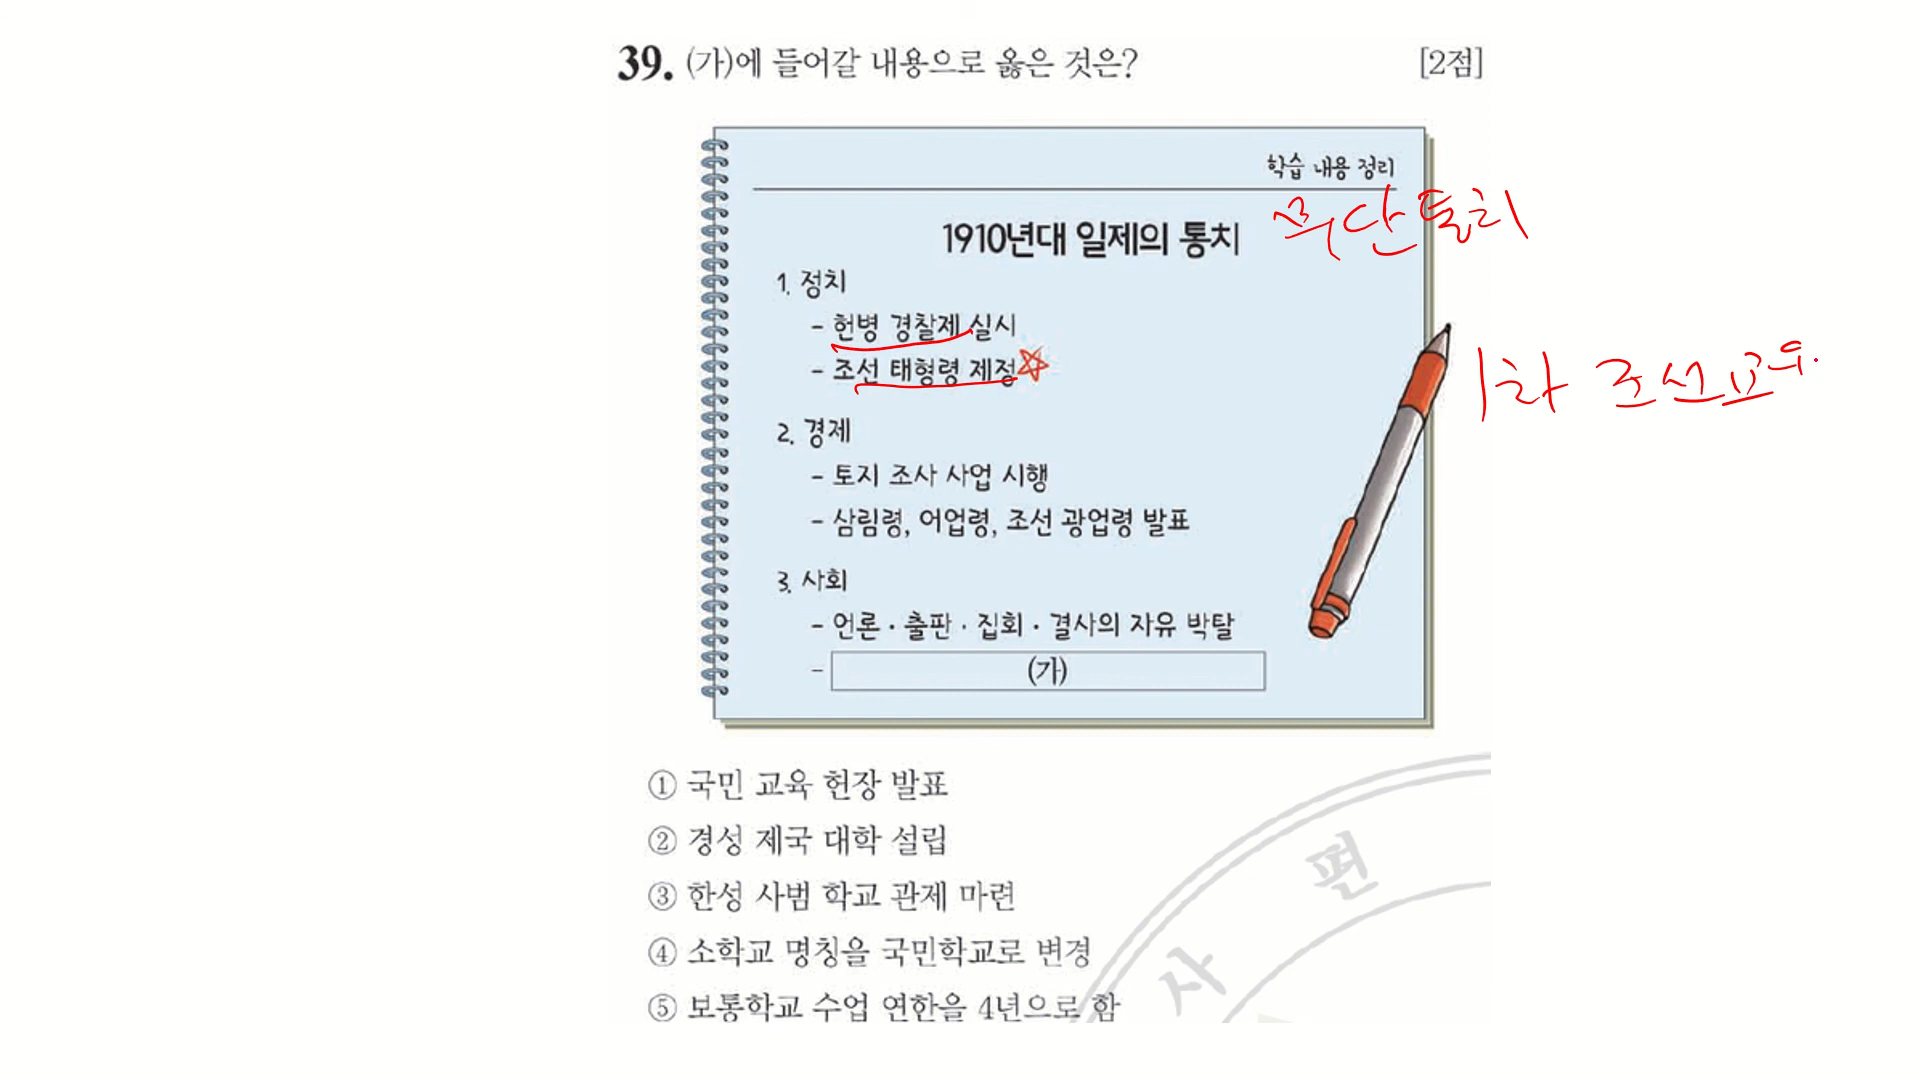 39. (가)에 들어갈 내용으로 옳은 것은? [2점]
학습 내용 정리
1910년대 일제의 통치 무단통치
1. 정치
- 헌병 경찰제 실시
- 조선 태형령 제정
1차 조선교육
2. 경제
- 토지 조사 사업 시행
- 삼림령, 어업령, 조선 광업령 발표
3. 사회
- 언론·출판·집회·결사의 자유 박탈
- (가)
① 국민 교육 헌장 발표
② 경성 제국 대학 설립
③ 한성 사범 학교 관제 마련
④ 소학교 명칭을 국민학교로 변경
⑤ 보통학교 수업 연한을 4년으로 함
사 편